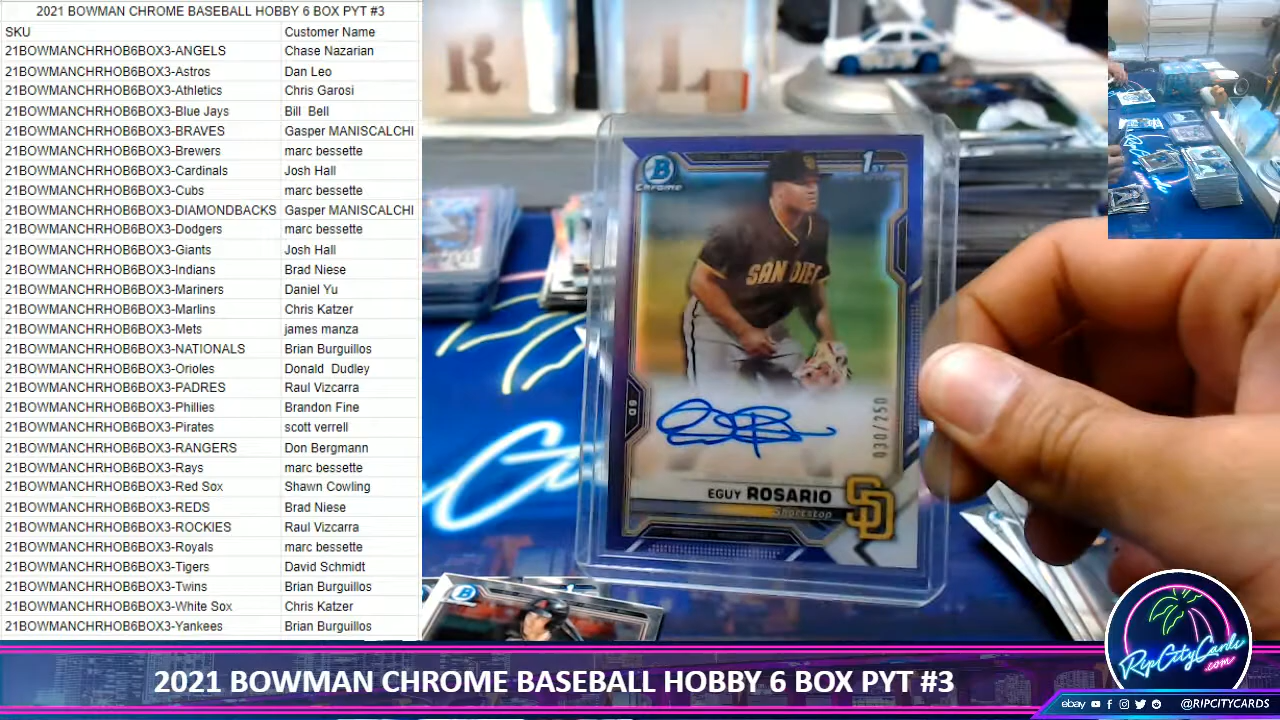 2021 BOWMAN CHROME BASEBALL HOBBY 6 BOX PYT #3
SKU Customer Name
21BOWMANCHRHOB6BOX3-ANGELS Chase Nazarian
21BOWMANCHRHOB6BOX3-Astros Dan Leo
21BOWMANCHRHOB6BOX3-Athletics Chris Garosi
21BOWMANCHRHOB6BOX3-Blue Jays Bill Bell
21BOWMANCHRHOB6BOX3-BRAVES Gasper MANISCALCHI
21BOWMANCHRHOB6BOX3-Brewers marc bessette
21BOWMANCHRHOB6BOX3-Cardinals Josh Hall
21BOWMANCHRHOB6BOX3-Cubs marc bessette
21BOWMANCHRHOB6BOX3-DIAMONDBACKS Gasper MANISCALCHI
21BOWMANCHRHOB6BOX3-Dodgers marc bessette
21BOWMANCHRHOB6BOX3-Giants Josh Hall
21BOWMANCHRHOB6BOX3-Indians Brad Niese
21BOWMANCHRHOB6BOX3-Mariners Daniel Yu
21BOWMANCHRHOB6BOX3-Marlins Chris Katzer
21BOWMANCHRHOB6BOX3-Mets james manza
21BOWMANCHRHOB6BOX3-NATIONALS Brian Burguillos
21BOWMANCHRHOB6BOX3-Orioles Donald Dudley
21BOWMANCHRHOB6BOX3-PADRES Raul Vizcarra
21BOWMANCHRHOB6BOX3-Phillies Brandon Fine
21BOWMANCHRHOB6BOX3-Pirates scott verrell
21BOWMANCHRHOB6BOX3-RANGERS Don Bergmann
21BOWMANCHRHOB6BOX3-Rays marc bessette
21BOWMANCHRHOB6BOX3-Red Sox Shawn Cowling
21BOWMANCHRHOB6BOX3-REDS Brad Niese
21BOWMANCHRHOB6BOX3-ROCKIES Raul Vizcarra
21BOWMANCHRHOB6BOX3-Royals marc bessette
21BOWMANCHRHOB6BOX3-Tigers David Schmidt
21BOWMANCHRHOB6BOX3-Twins Brian Burguillos
21BOWMANCHRHOB6BOX3-White Sox Chris Katzer
21BOWMANCHRHOB6BOX3-Yankees Brian Burguillos
R L
B
Chrome
1ST
SAN DIEG
030/250
EGUY ROSARIO
Shortstop
SD
B
2021 BOWMAN CHROME BASEBALL HOBBY 6 BOX PYT #3
RipCityCards
.com
ebay @RIPCITYCARDS